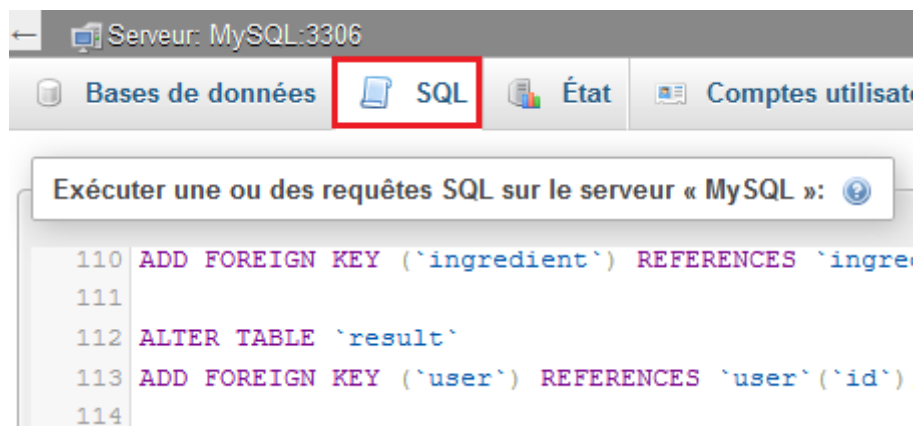 ← Serveur: MySQL:3306
Bases de données SQL État Comptes
Exécuter une ou des requêtes SQL sur le serveur « MySQL »:
110 ADD FOREIGN KEY (`ingredient`) REFERENCES
111
112 ALTER TABLE `result`
113 ADD FOREIGN KEY (`user`) REFERENCES `user`(`id`)
114